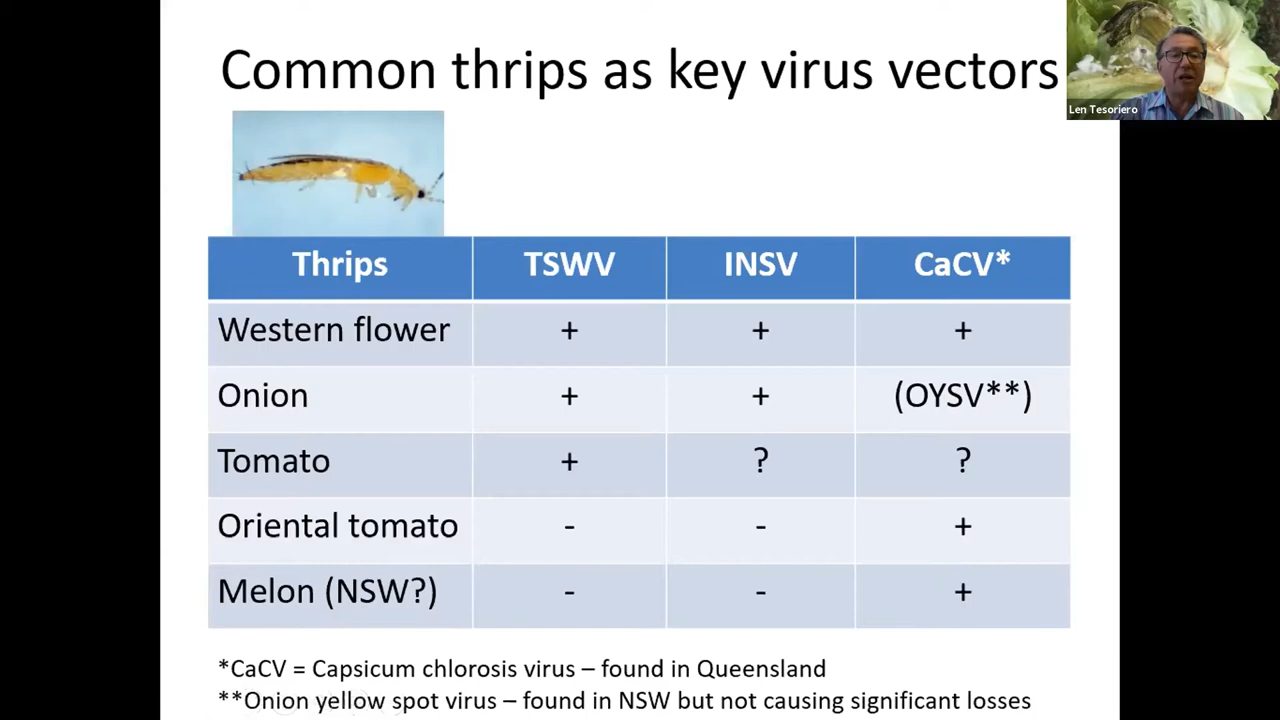 Common thrips as key virus vectors
Len Tesoriero
Thrips TSWV INSV CaCV*
Western flower + + +
Onion + + (OYSV**)
Tomato + ? ?
Oriental tomato - - +
Melon (NSW?) - - +
*CaCV = Capsicum chlorosis virus – found in Queensland
**Onion yellow spot virus – found in NSW but not causing significant losses